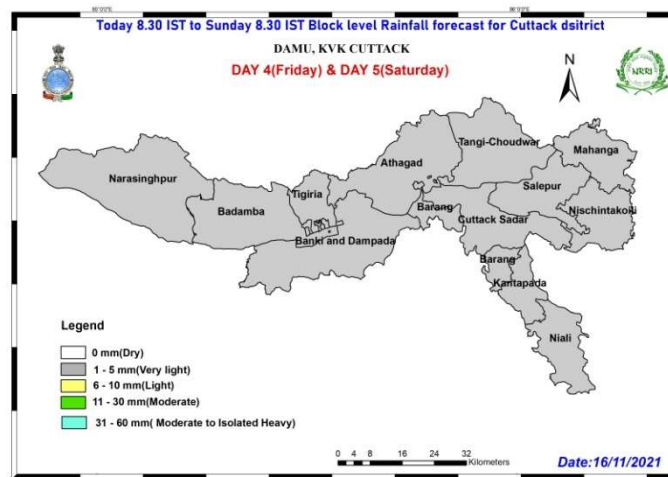 Today 8.30 IST to Sunday 8.30 IST Block level Rainfall forecast for Cuttack dsitrict
DAMU, KVK CUTTACK
DAY 4(Friday) & DAY 5(Saturday)
N
NRRI
Tangi-Choudwar
Mahanga
Athagad
Narasinghpur
Salepur
Tigiria
Badamba
Barang
Nischintakoili
Cuttack Sadar
Banki and Dampada
Barang
Kantapada
Niali
Legend
0 mm(Dry)
1 - 5 mm(Very light)
6 - 10 mm(Light)
11 - 30 mm(Moderate)
31 - 60 mm( Moderate to Isolated Heavy)
0 4 8 16 24 32
Kilometers
Date:16/11/2021